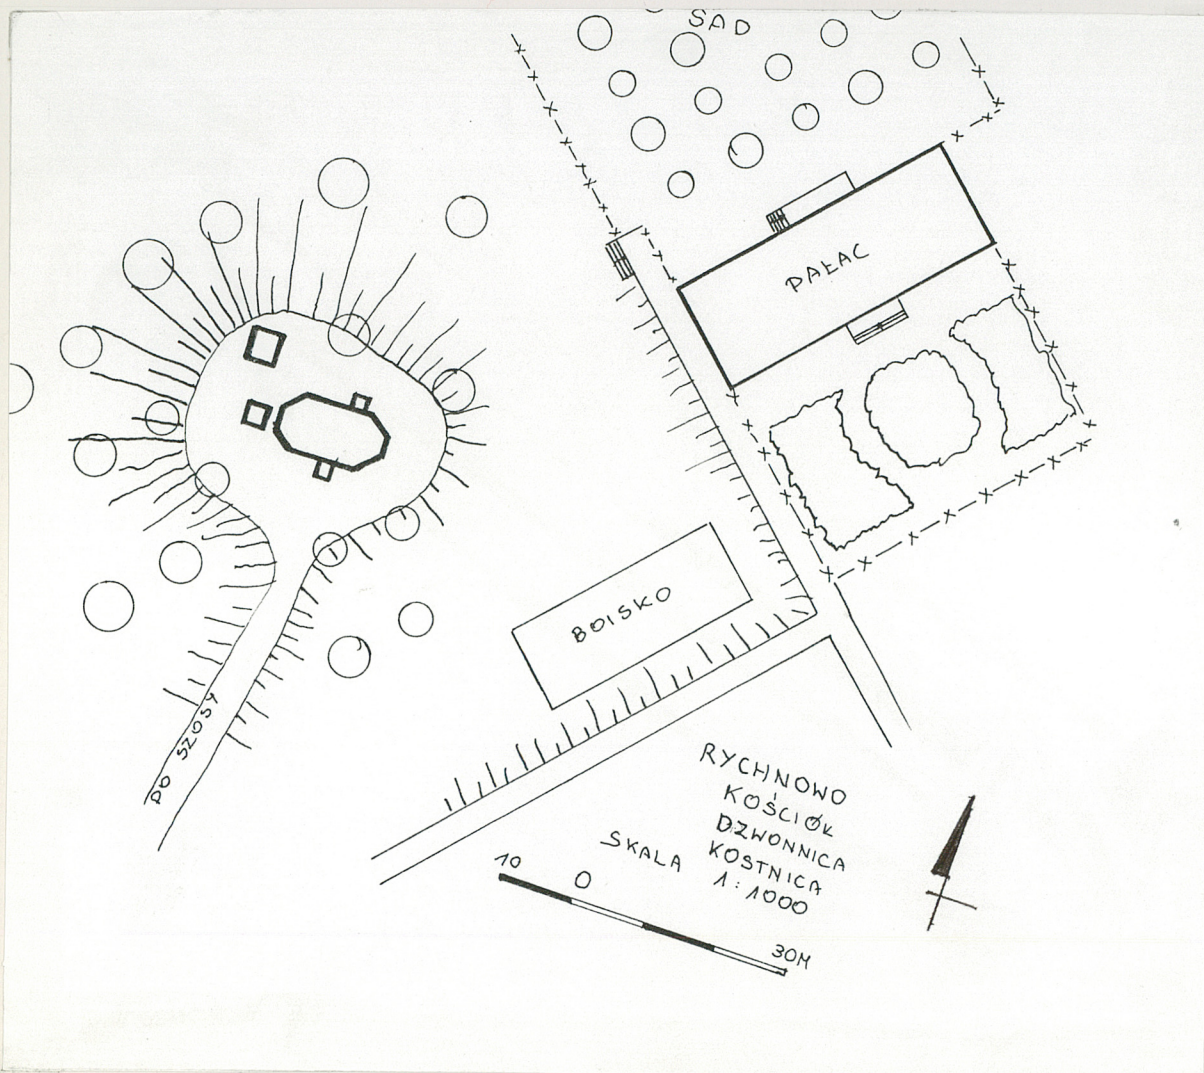 SAD
PAŁAC
BOISKO
DO SZOSY
RYCHNOWO
KOŚCIÓŁ
DZWONNICA
KOSTNICA
SKALA 1:1000
10 0 30M